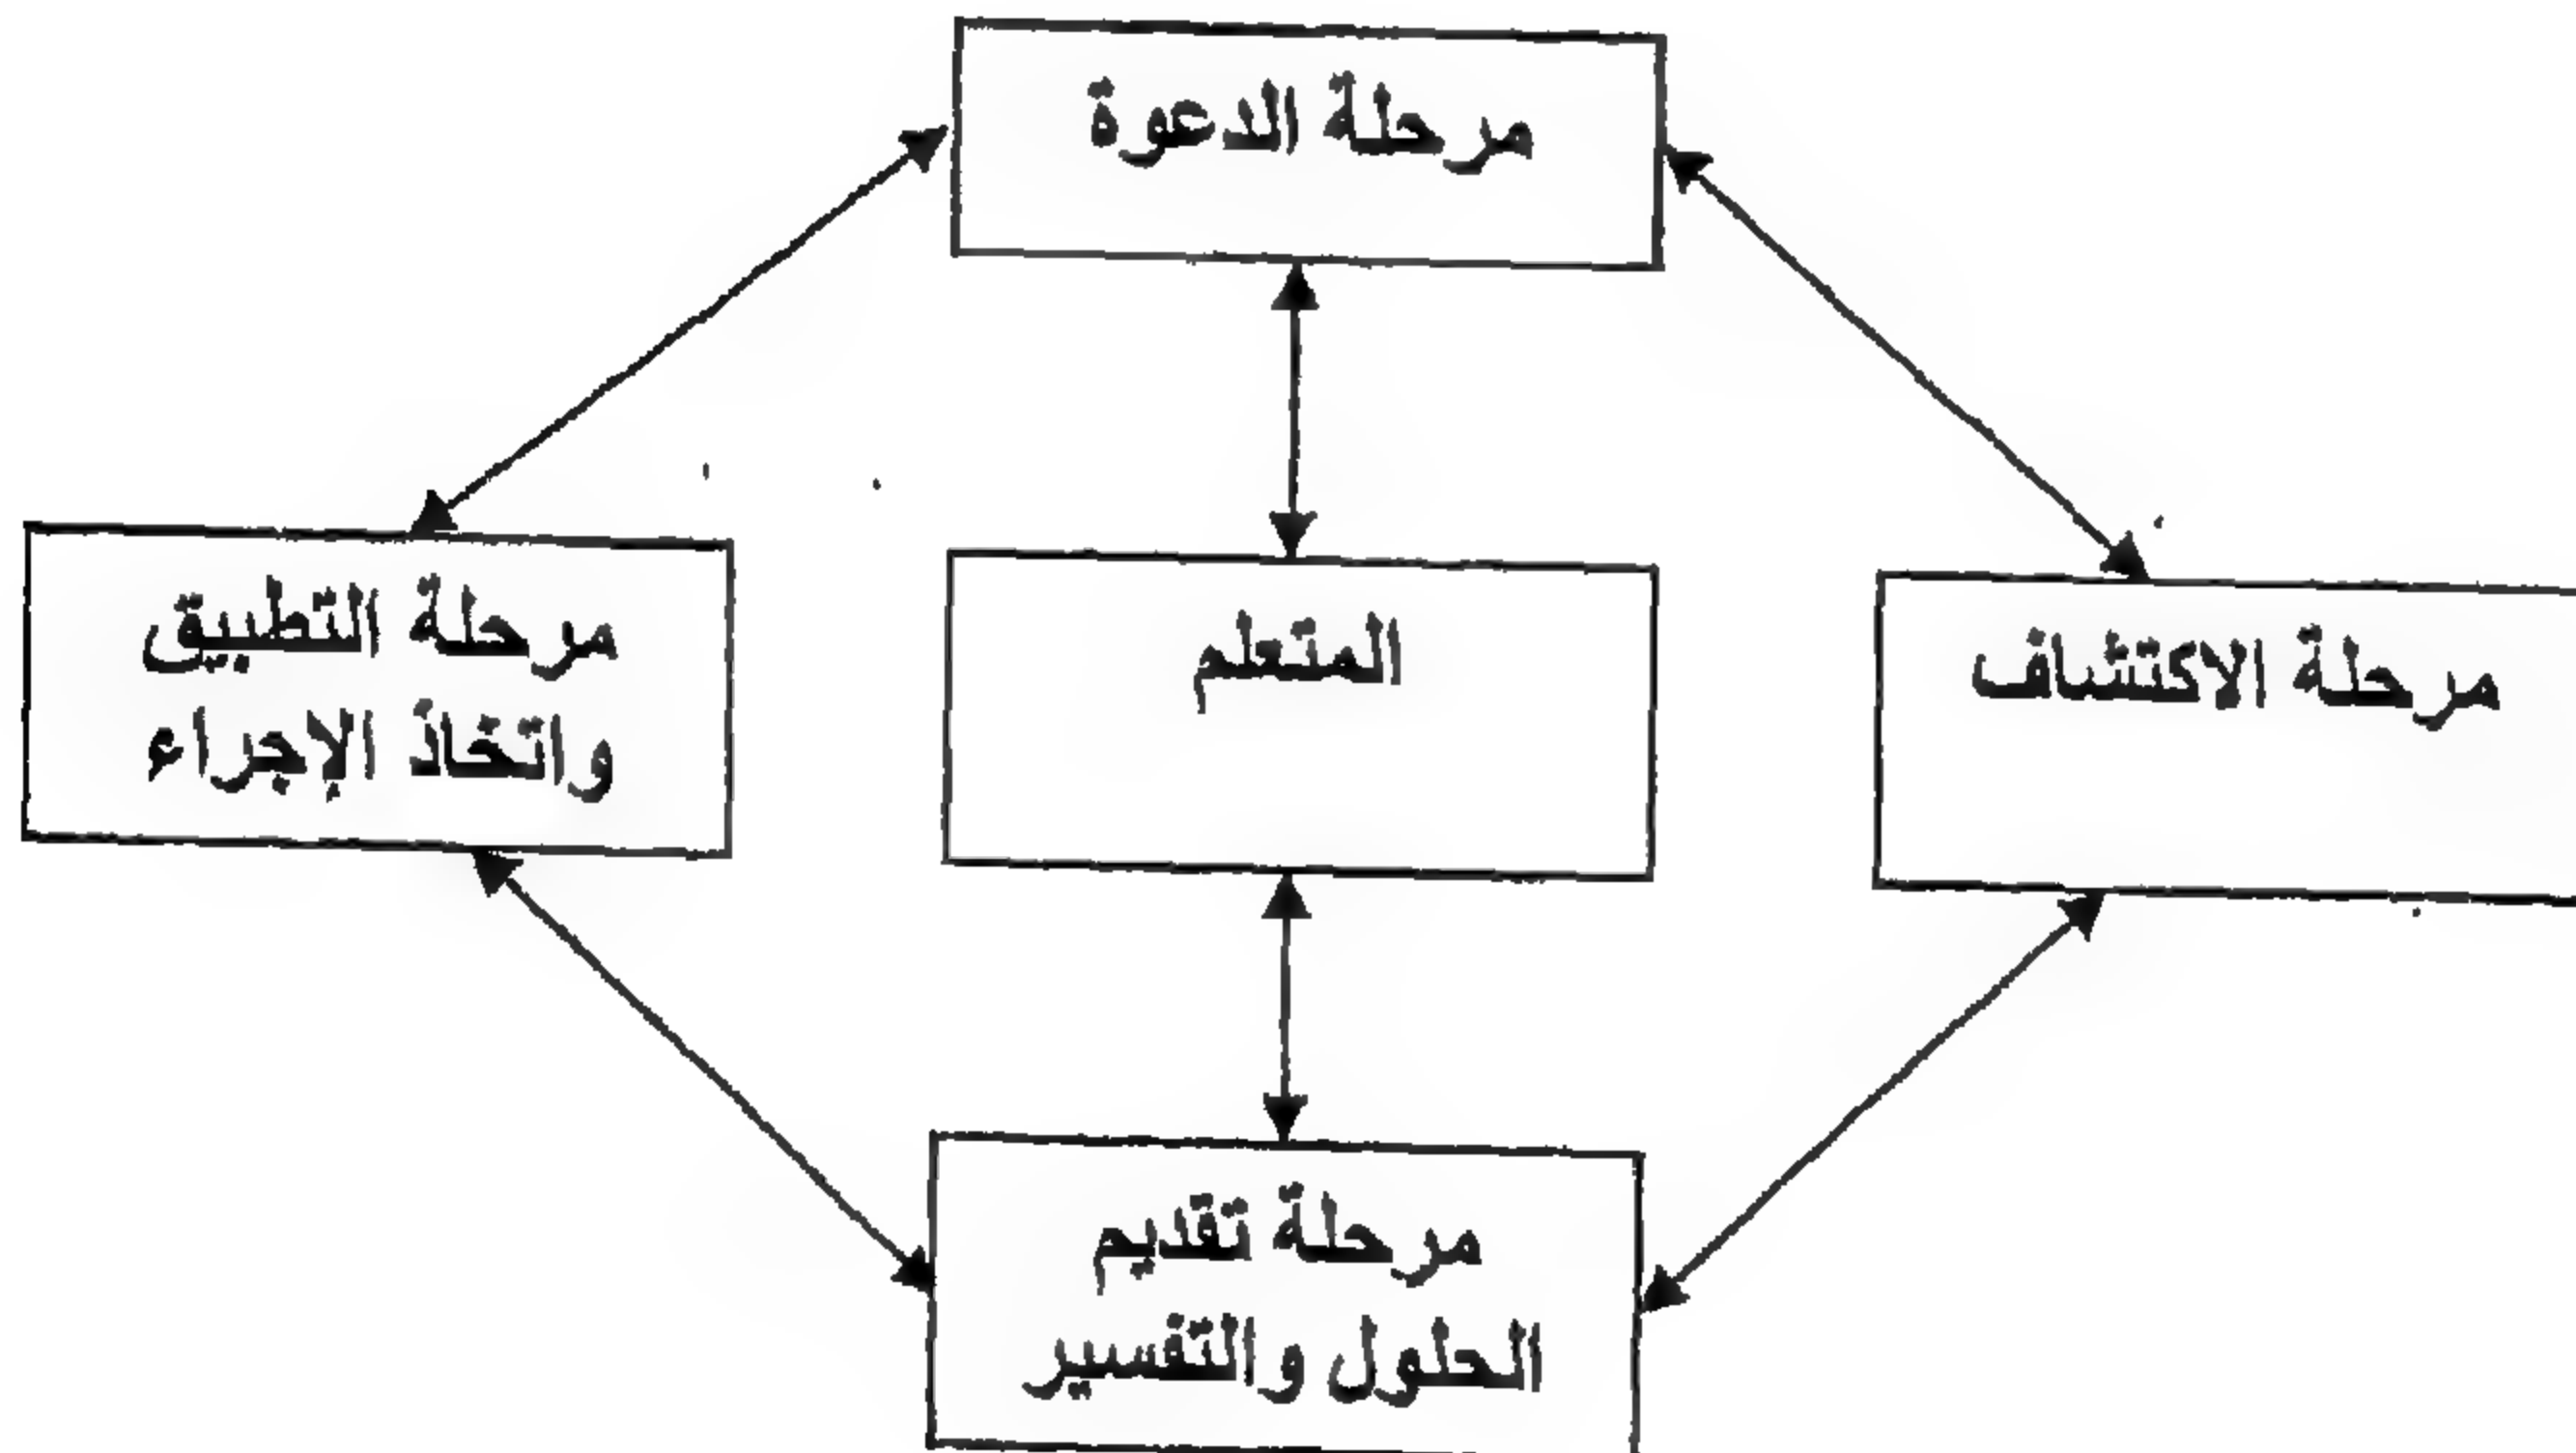 مرحلة الدعوة
مرحلة الاكتشاف
المتعلم
مرحلة التطبيق
واتخاذ الإجراء
مرحلة تقديم
الحلول والتفسير